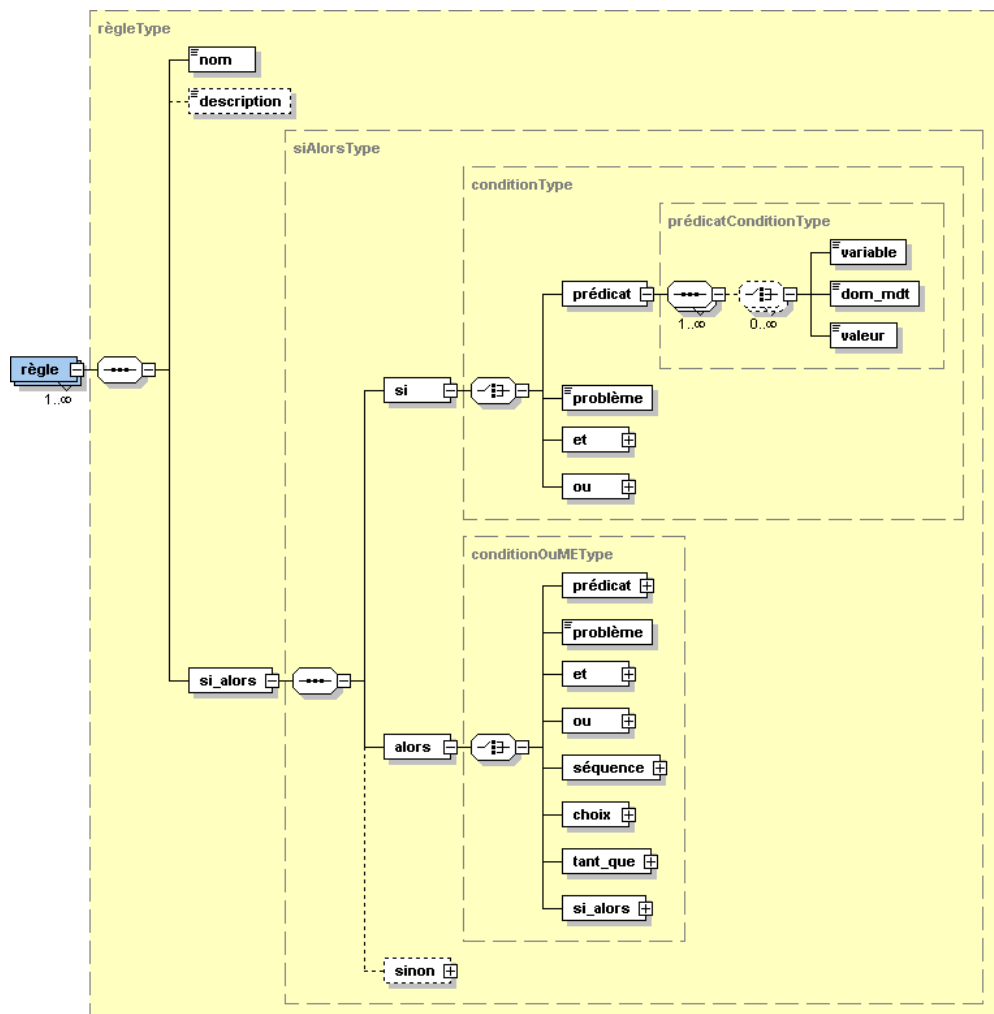 règleType
nom
description
siAlorsType
conditionType
prédicatConditionType
variable
prédicat
dom_mdt
1..∞
0..∞
valeur
règle
1..∞
si
problème
et
ou
conditionOuMEType
prédicat
problème
et
si_alors
ou
alors
séquence
choix
tant_que
si_alors
sinon